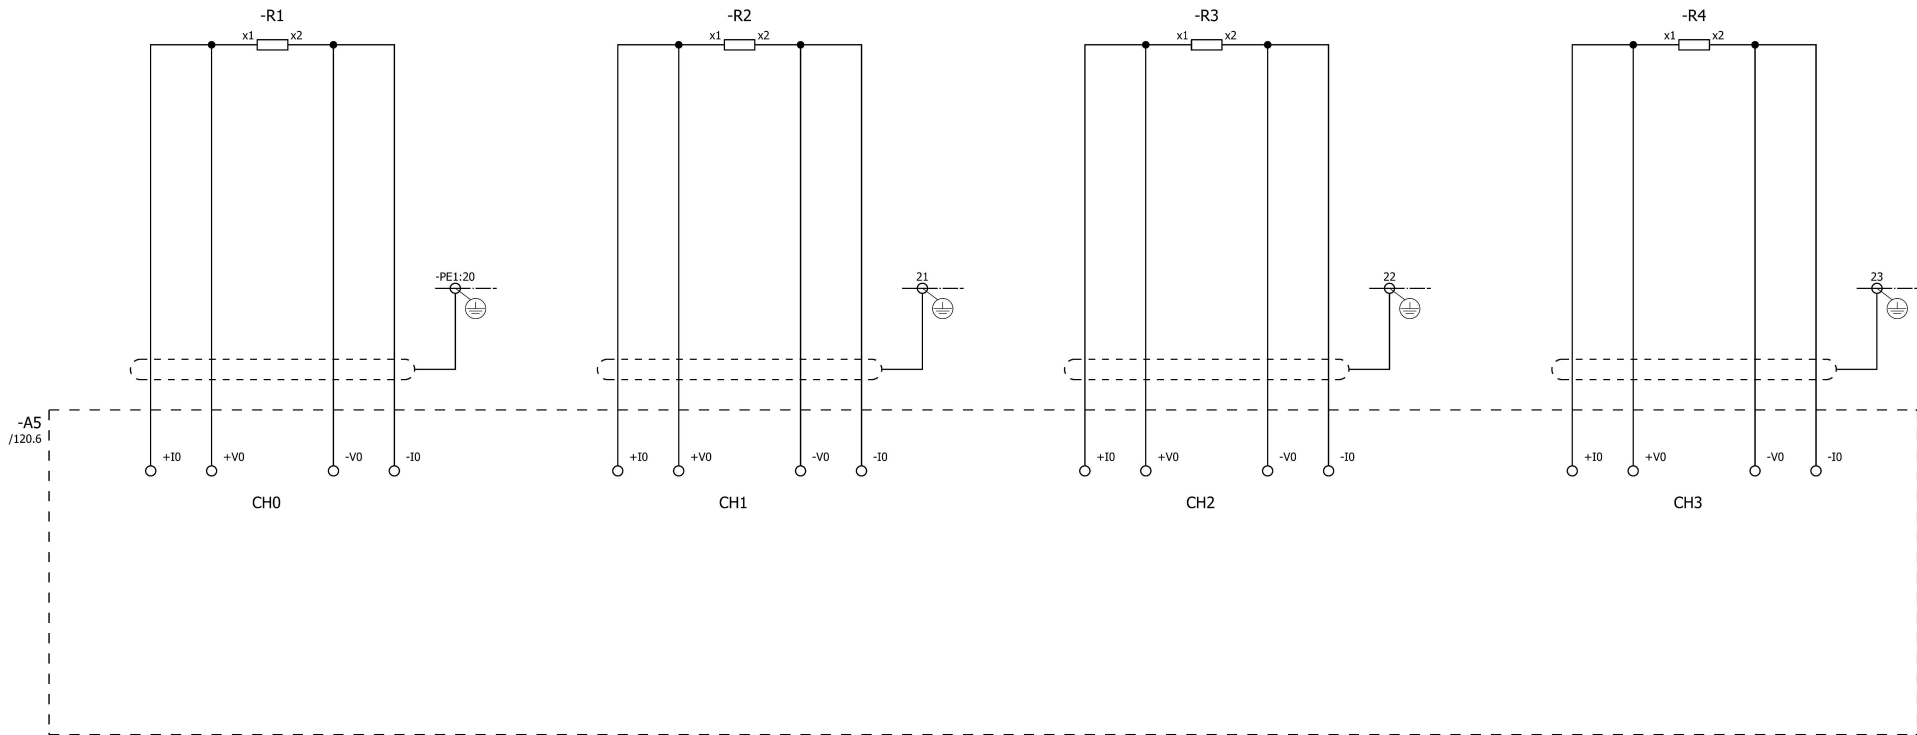 -R1 -R2 -R3 -R4
x1 x2 x1 x2 x1 x2 x1 x2
-PE1:20 21 22 23
-A5
/120.6
+I0 +V0 -V0 -I0 +I0 +V0 -V0 -I0 +I0 +V0 -V0 -I0 +I0 +V0 -V0 -I0
CH0 CH1 CH2 CH3